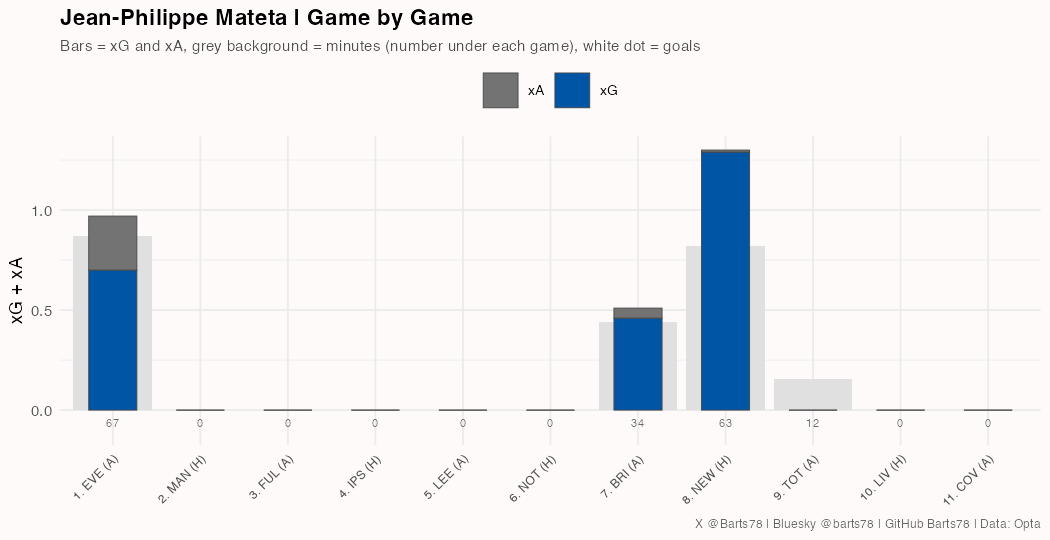 Jean-Philippe Mateta | Game by Game
Bars = xG and xA, grey background = minutes (number under each game), white dot = goals
xA xG
xG + xA
1.0
0.5
0.0
67 0 0 0 0 0 34 63 12 0 0
1. EVE (A) 2. MAN (H) 3. FUL (A) 4. IPS (H) 5. LEE (A) 6. NOT (H) 7. BRI (A) 8. NEW (H) 9. TOT (A) 10. LIV (H) 11. COV (A)
X @Barts78 | Bluesky @barts78 | GitHub Barts78 | Data: Opta